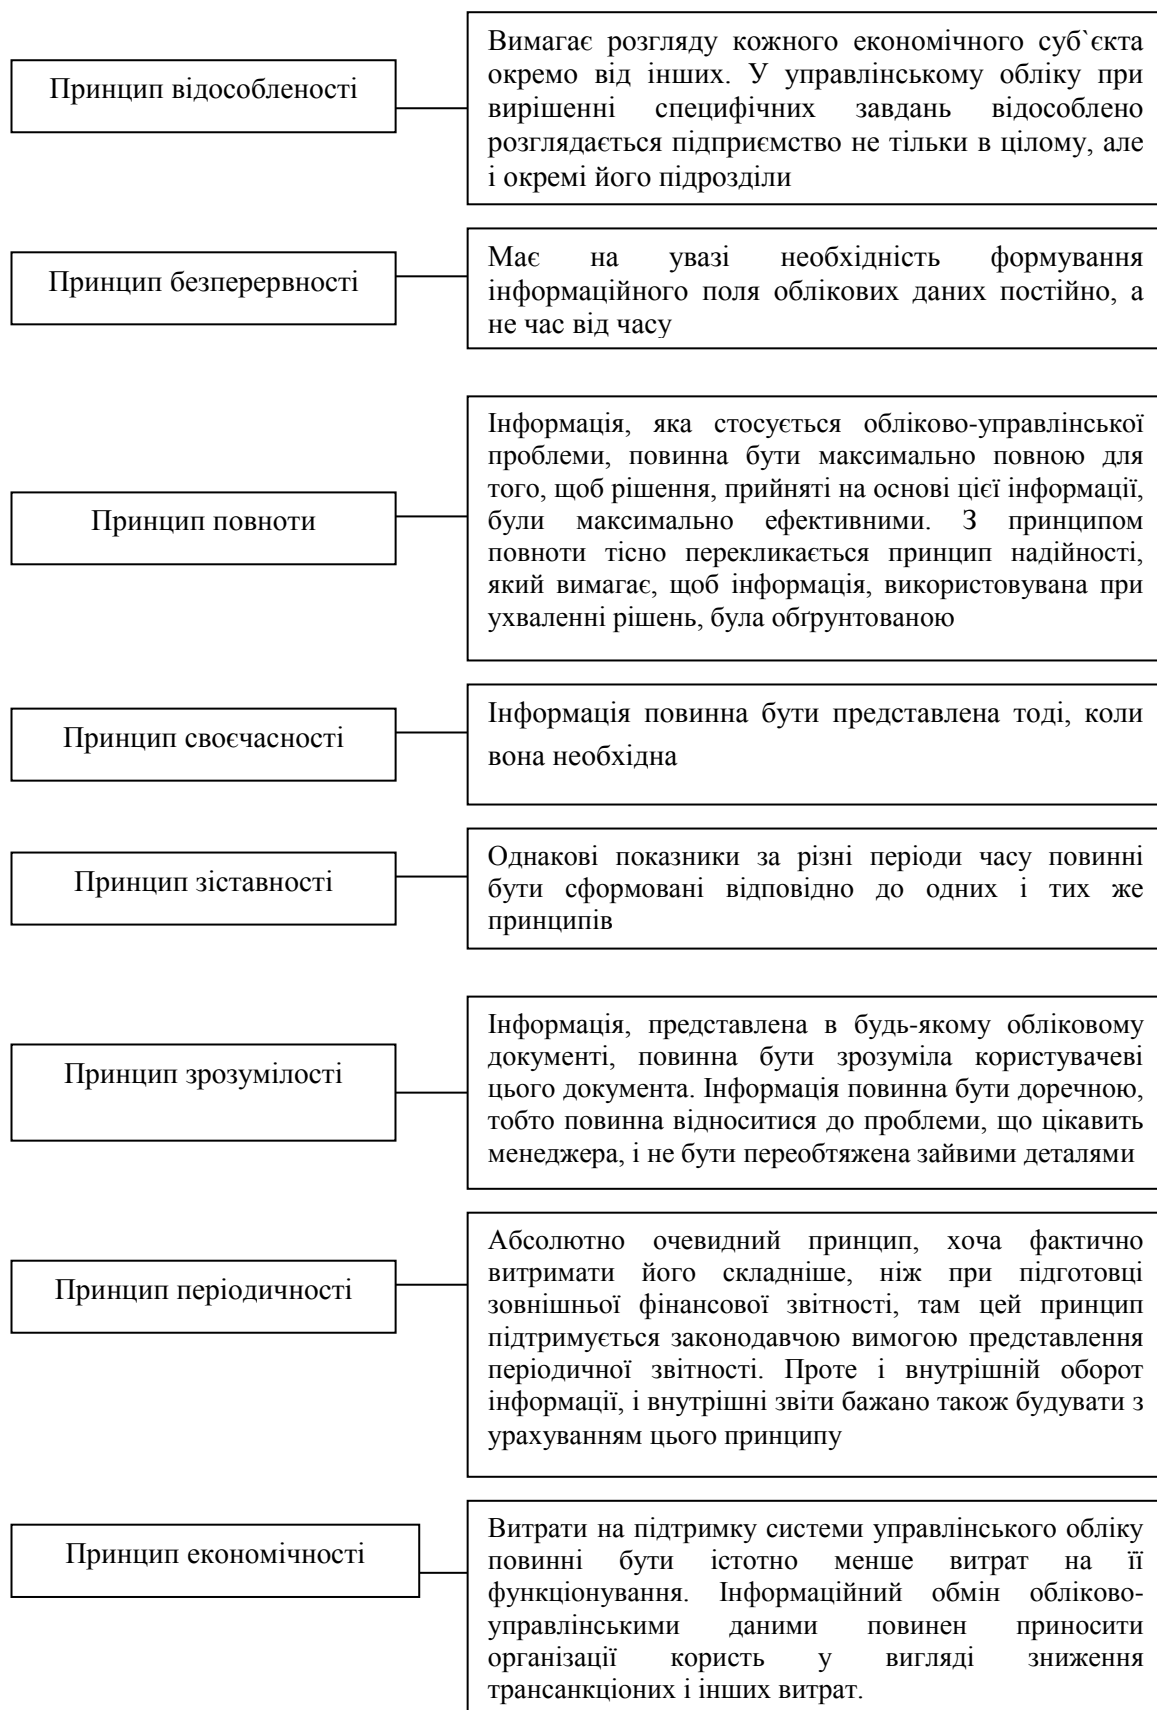 Принцип відособленості
Вимагає розгляду кожного економічного суб`єкта
окремо від інших. У управлінському обліку при
вирішенні специфічних завдань відособлено
розглядається підприємство не тільки в цілому, але
і окремі його підрозділи
Принцип безперервності
Має на увазі необхідність формування
інформаційного поля облікових даних постійно, а
не час від часу
Принцип повноти
Інформація, яка стосується обліково-управлінської
проблеми, повинна бути максимально повною для
того, щоб рішення, прийняті на основі цієї інформації,
були максимально ефективними. З принципом
повноти тісно перекликається принцип надійності,
який вимагає, щоб інформація, використовувана при
ухваленні рішень, була обґрунтованою
Принцип своєчасності
Інформація повинна бути представлена тоді, коли
вона необхідна
Принцип зіставності
Однакові показники за різні періоди часу повинні
бути сформовані відповідно до одних і тих же
принципів
Принцип зрозумілості
Інформація, представлена в будь-якому обліковому
документі, повинна бути зрозуміла користувачеві
цього документа. Інформація повинна бути доречною,
тобто повинна відноситися до проблеми, що цікавить
менеджера, і не бути переобтяжена зайвими деталями
Принцип періодичності
Абсолютно очевидний принцип, хоча фактично
витримати його складніше, ніж при підготовці
зовнішньої фінансової звітності, там цей принцип
підтримується законодавчою вимогою представлення
періодичної звітності. Проте і внутрішній оборот
інформації, і внутрішні звіти бажано також будувати з
урахуванням цього принципу
Принцип економічності
Витрати на підтримку системи управлінського обліку
повинні бути істотно менше витрат на її
функціонування. Інформаційний обмін обліково-
управлінськими даними повинен приносити
організації користь у вигляді зниження
трансанкціоних і інших витрат.